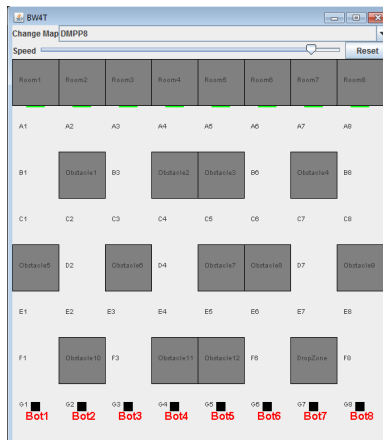 BW4T
Change Map DMPP8
Speed Reset
Room1 Room2 Room3 Room4 Room5 Room6 Room7 Room8
A1 A2 A3 A4 A5 A6 A7 A8
B1 Obstacle1 B3 Obstacle2 Obstacle3 B6 Obstacle4 B8
C1 C2 C3 C4 C5 C6 C7 C8
Obstacle5 D2 Obstacle6 D4 Obstacle7 Obstacle8 D7 Obstacle9
E1 E2 E3 E4 E5 E6 E7 E8
F1 Obstacle10 F3 Obstacle11 Obstacle12 F6 DropZone F8
G1 G2 G3 G4 G5 G6 G7 G8
Bot1 Bot2 Bot3 Bot4 Bot5 Bot6 Bot7 Bot8